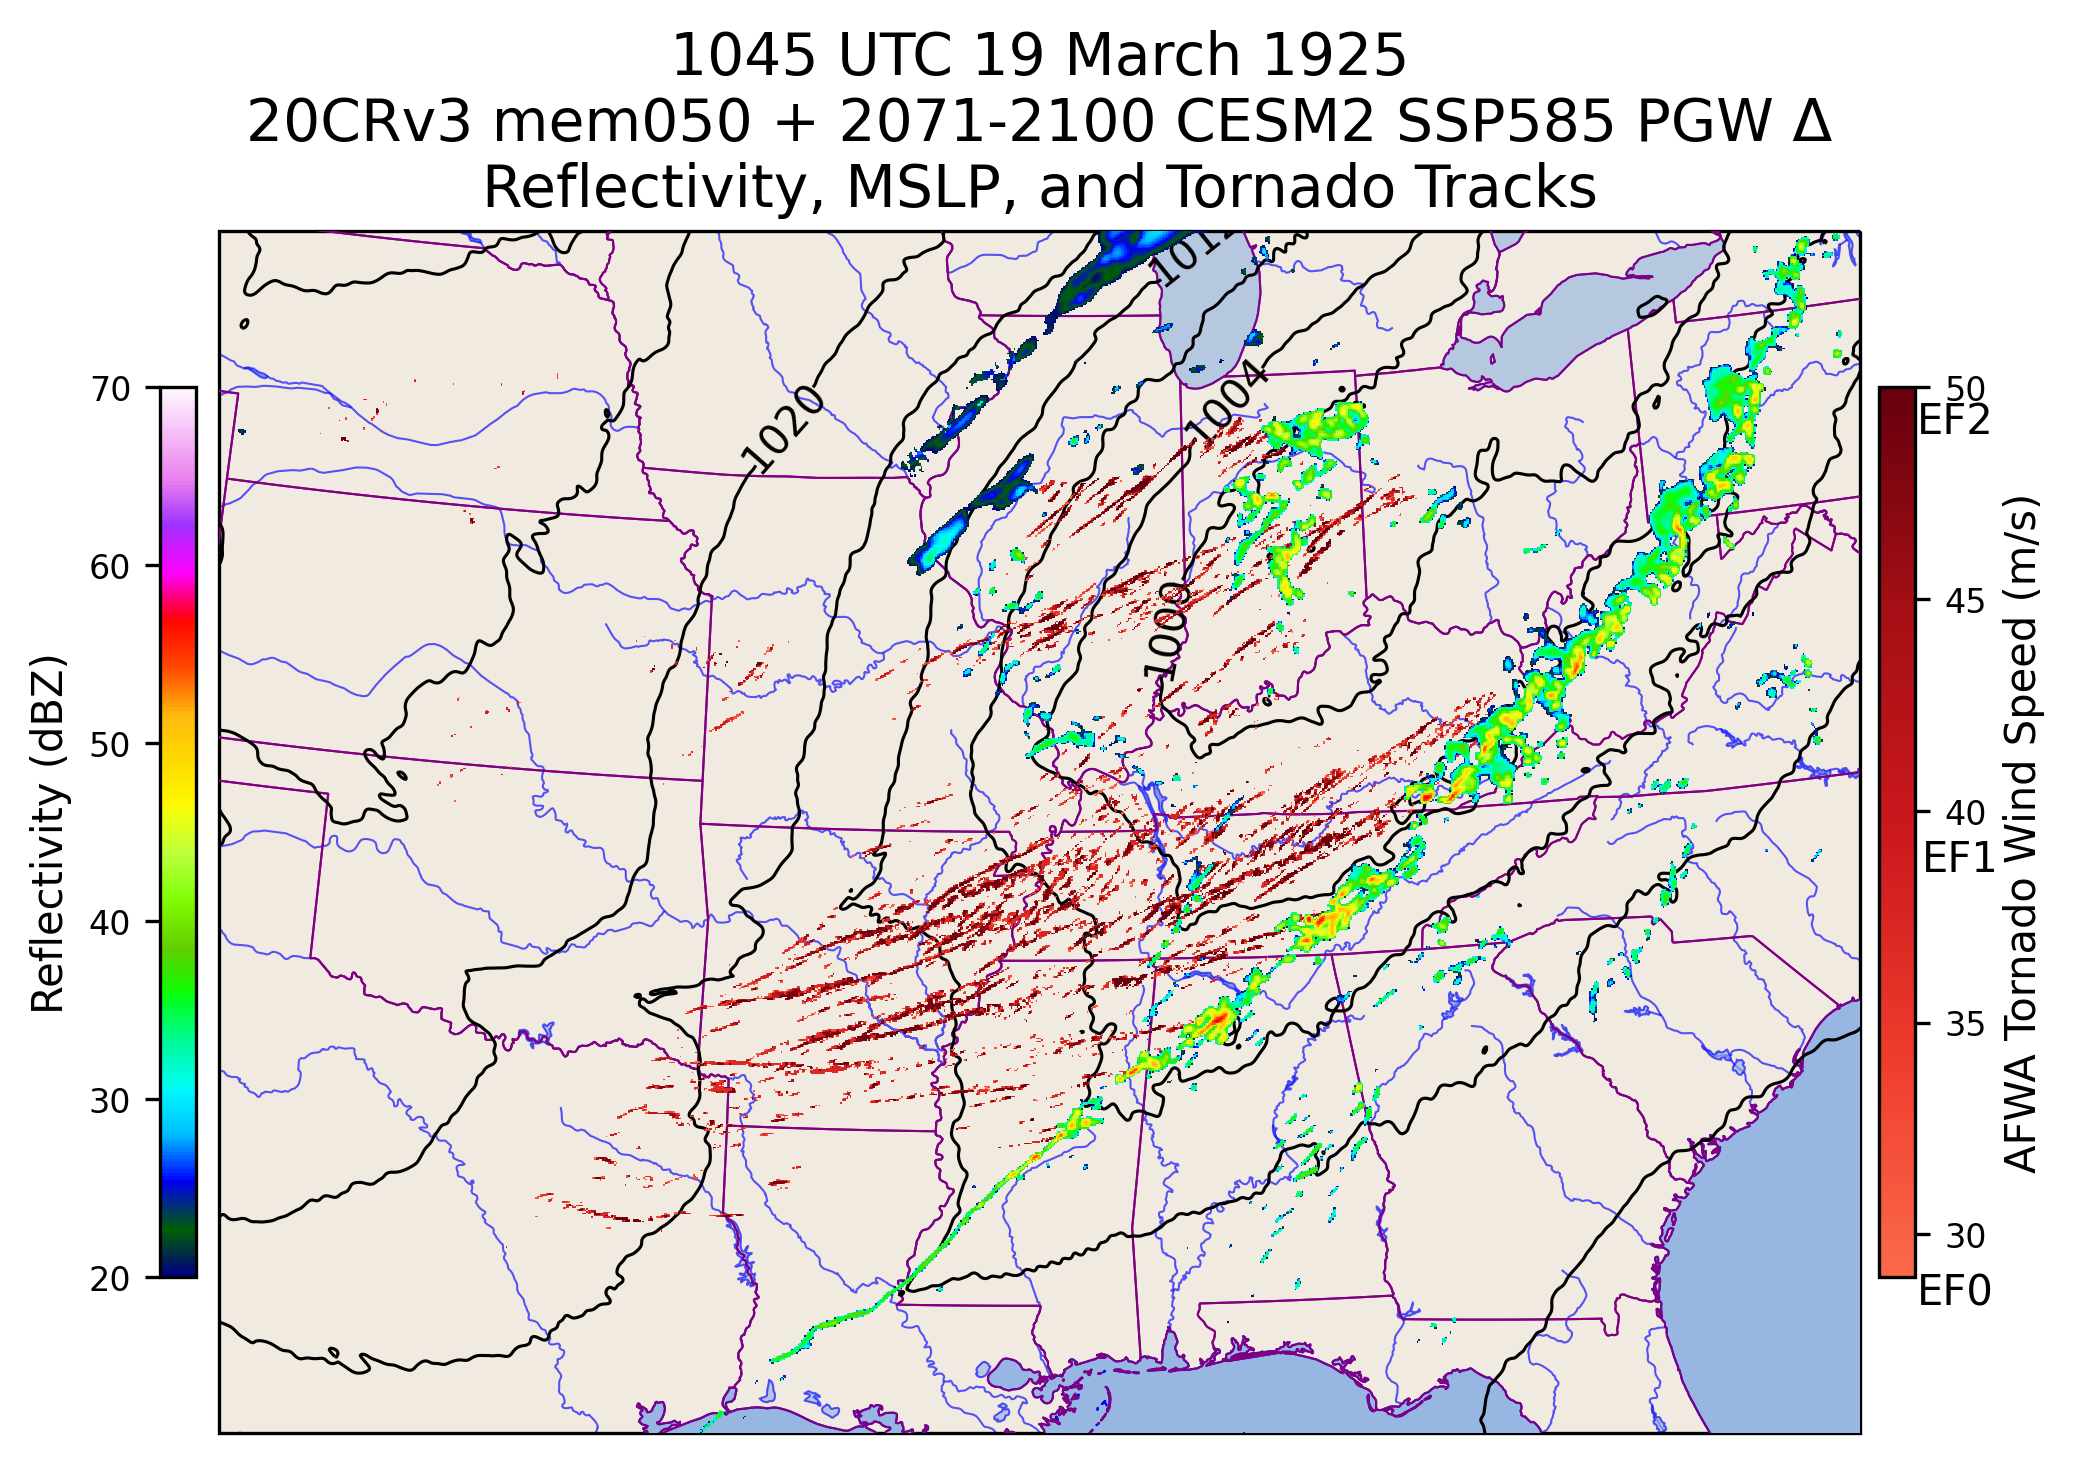 1045 UTC 19 March 1925
20CRv3 mem050 + 2071-2100 CESM2 SSP585 PGW Δ
Reflectivity, MSLP, and Tornado Tracks
70
60
50
40
30
20
Reflectivity (dBZ)
1012
1020
1004
1000
50
EF2
45
40
EF1
35
30
EF0
AFWA Tornado Wind Speed (m/s)